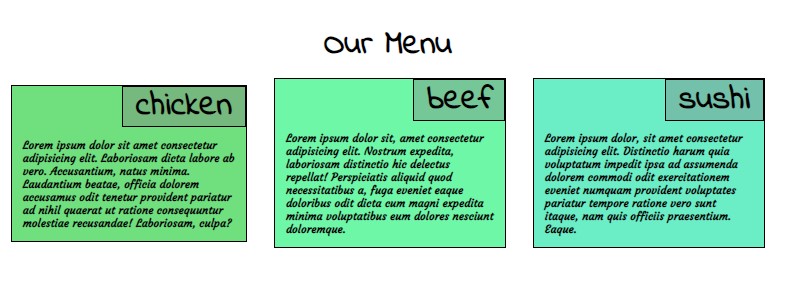 Our Menu
chicken
Lorem ipsum dolor sit amet consectetur
adipisicing elit. Laboriosam dicta labore ab
vero. Accusantium, natus minima.
Laudantium beatae, officia dolorem
accusamus odit tenetur provident pariatur
ad nihil quaerat ut ratione consequuntur
molestiae recusandae! Laboriosam, culpa?
beef
Lorem ipsum dolor sit, amet consectetur
adipisicing elit. Nostrum expedita,
laboriosam distinctio hic delectus
repellat! Perspiciatis aliquid quod
necessitatibus a, fuga eveniet eaque
doloribus odit dicta cum magni expedita
minima voluptatibus eum dolores nesciunt
doloremque.
sushi
Lorem ipsum dolor, sit amet consectetur
adipisicing elit. Distinctio harum quia
voluptatum impedit ipsa ad assumenda
dolorem commodi odit exercitationem
eveniet numquam provident voluptates
pariatur tempore ratione vero sunt
itaque, nam quis officiis praesentium.
Eaque.